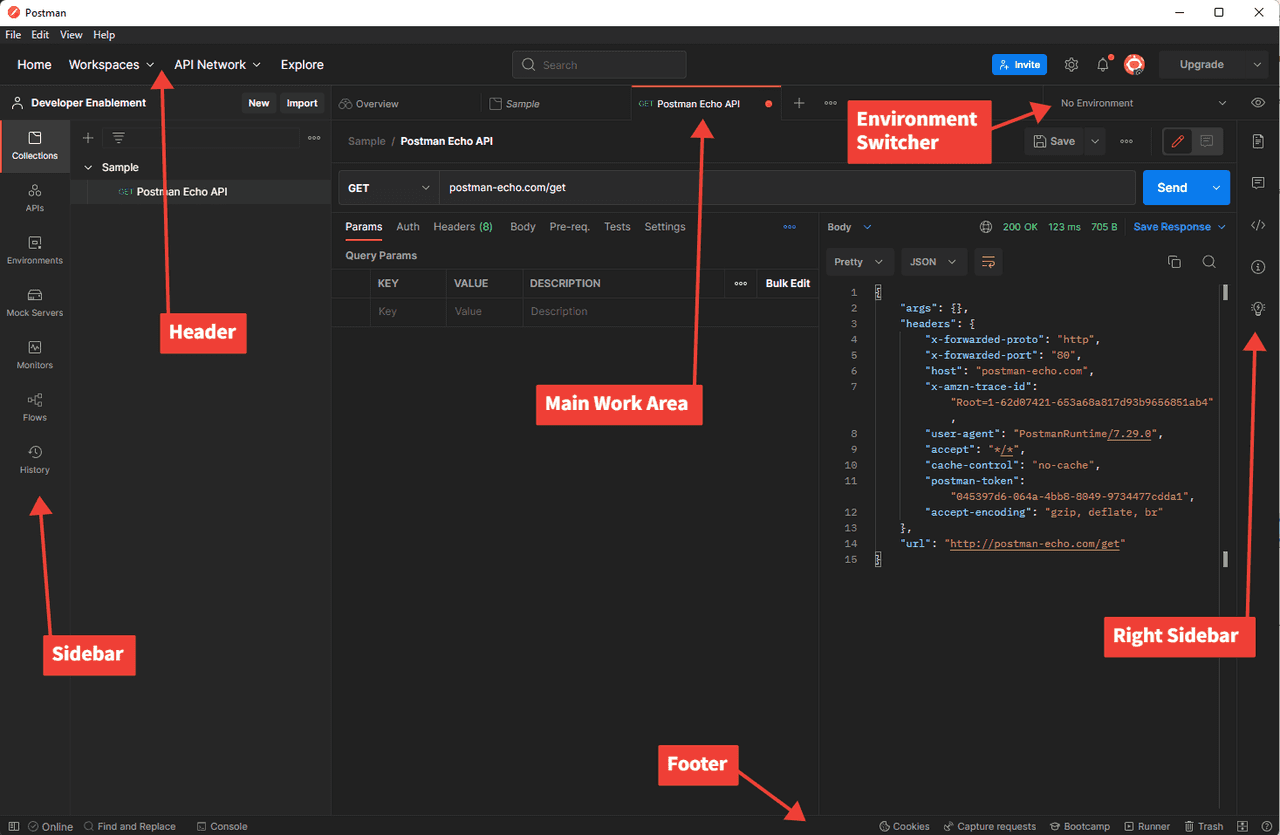 Postman
File Edit View Help
Home Workspaces API Network Explore
Search
Invite
Upgrade
Developer Enablement
New Import
Overview
Sample
GET Postman Echo API
No Environment
Environment
Switcher
Collections
APIs
Environments
Mock Servers
Monitors
Flows
History
Sample
GET Postman Echo API
Sample / Postman Echo API
Save
GET postman-echo.com/get
Send
Params Auth Headers (8) Body Pre-req. Tests Settings
Query Params
KEY VALUE DESCRIPTION Bulk Edit
Key Value Description
Body 200 OK 123 ms 705 B Save Response
Pretty JSON
1 {
2 "args": {},
3 "headers": {
4 "x-forwarded-proto": "http",
5 "x-forwarded-port": "80",
6 "host": "postman-echo.com",
7 "x-amzn-trace-id":
"Root=1-62d07421-653a68a817d93b9656851ab4"
,
8 "user-agent": "PostmanRuntime/7.29.0",
9 "accept": "*/*",
10 "cache-control": "no-cache",
11 "postman-token":
"045397d6-064a-4bb8-8049-9734477cdda1",
12 "accept-encoding": "gzip, deflate, br"
13 },
14 "url": "http://postman-echo.com/get"
15 }
Header
Main Work Area
Sidebar
Right Sidebar
Footer
Online Find and Replace Console
Cookies Capture requests Bootcamp Runner Trash